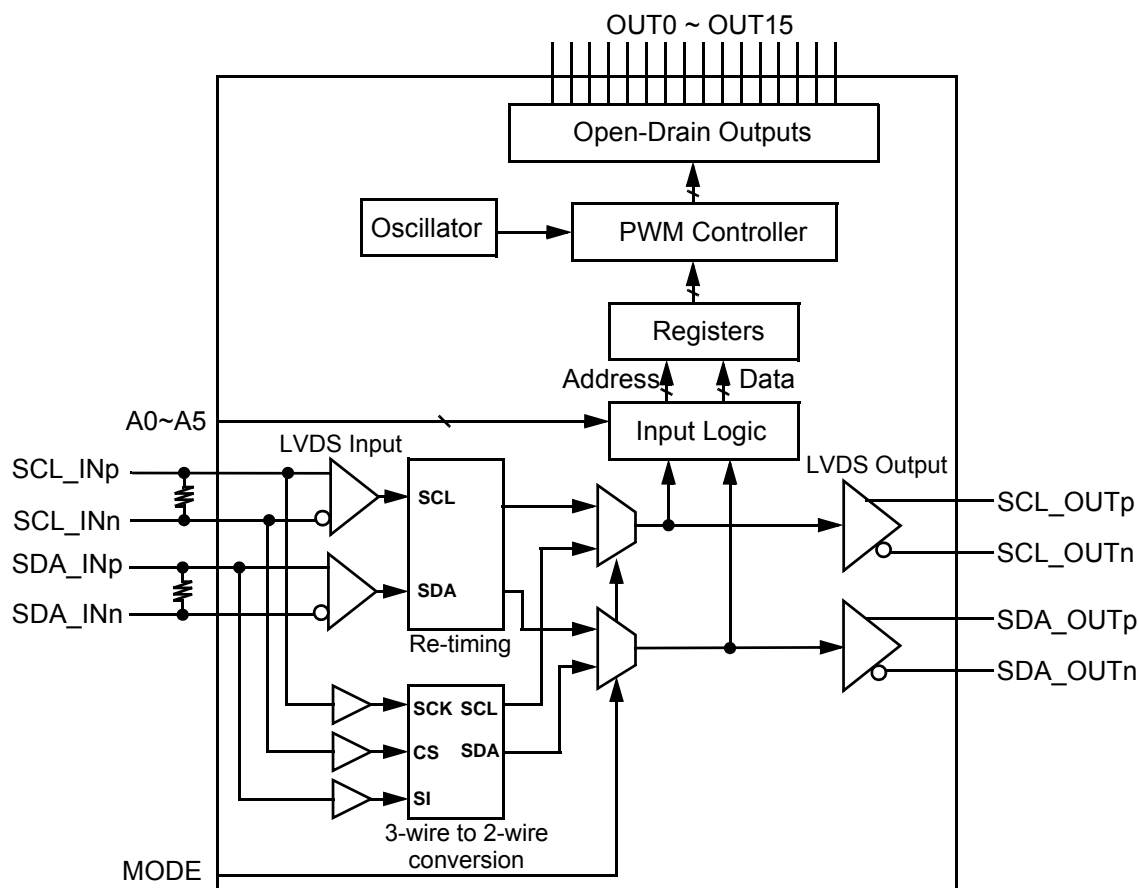 OUT0 ~ OUT15
Open-Drain Outputs
Oscillator
PWM Controller
Registers
Address
Data
A0~A5
Input Logic
LVDS Input
LVDS Output
SCL_INp
SCL_INn
SDA_INp
SDA_INn
SCL
SDA
Re-timing
SCL_OUTp
SCL_OUTn
SDA_OUTp
SDA_OUTn
SCK SCL
CS SDA
SI
3-wire to 2-wire
conversion
MODE